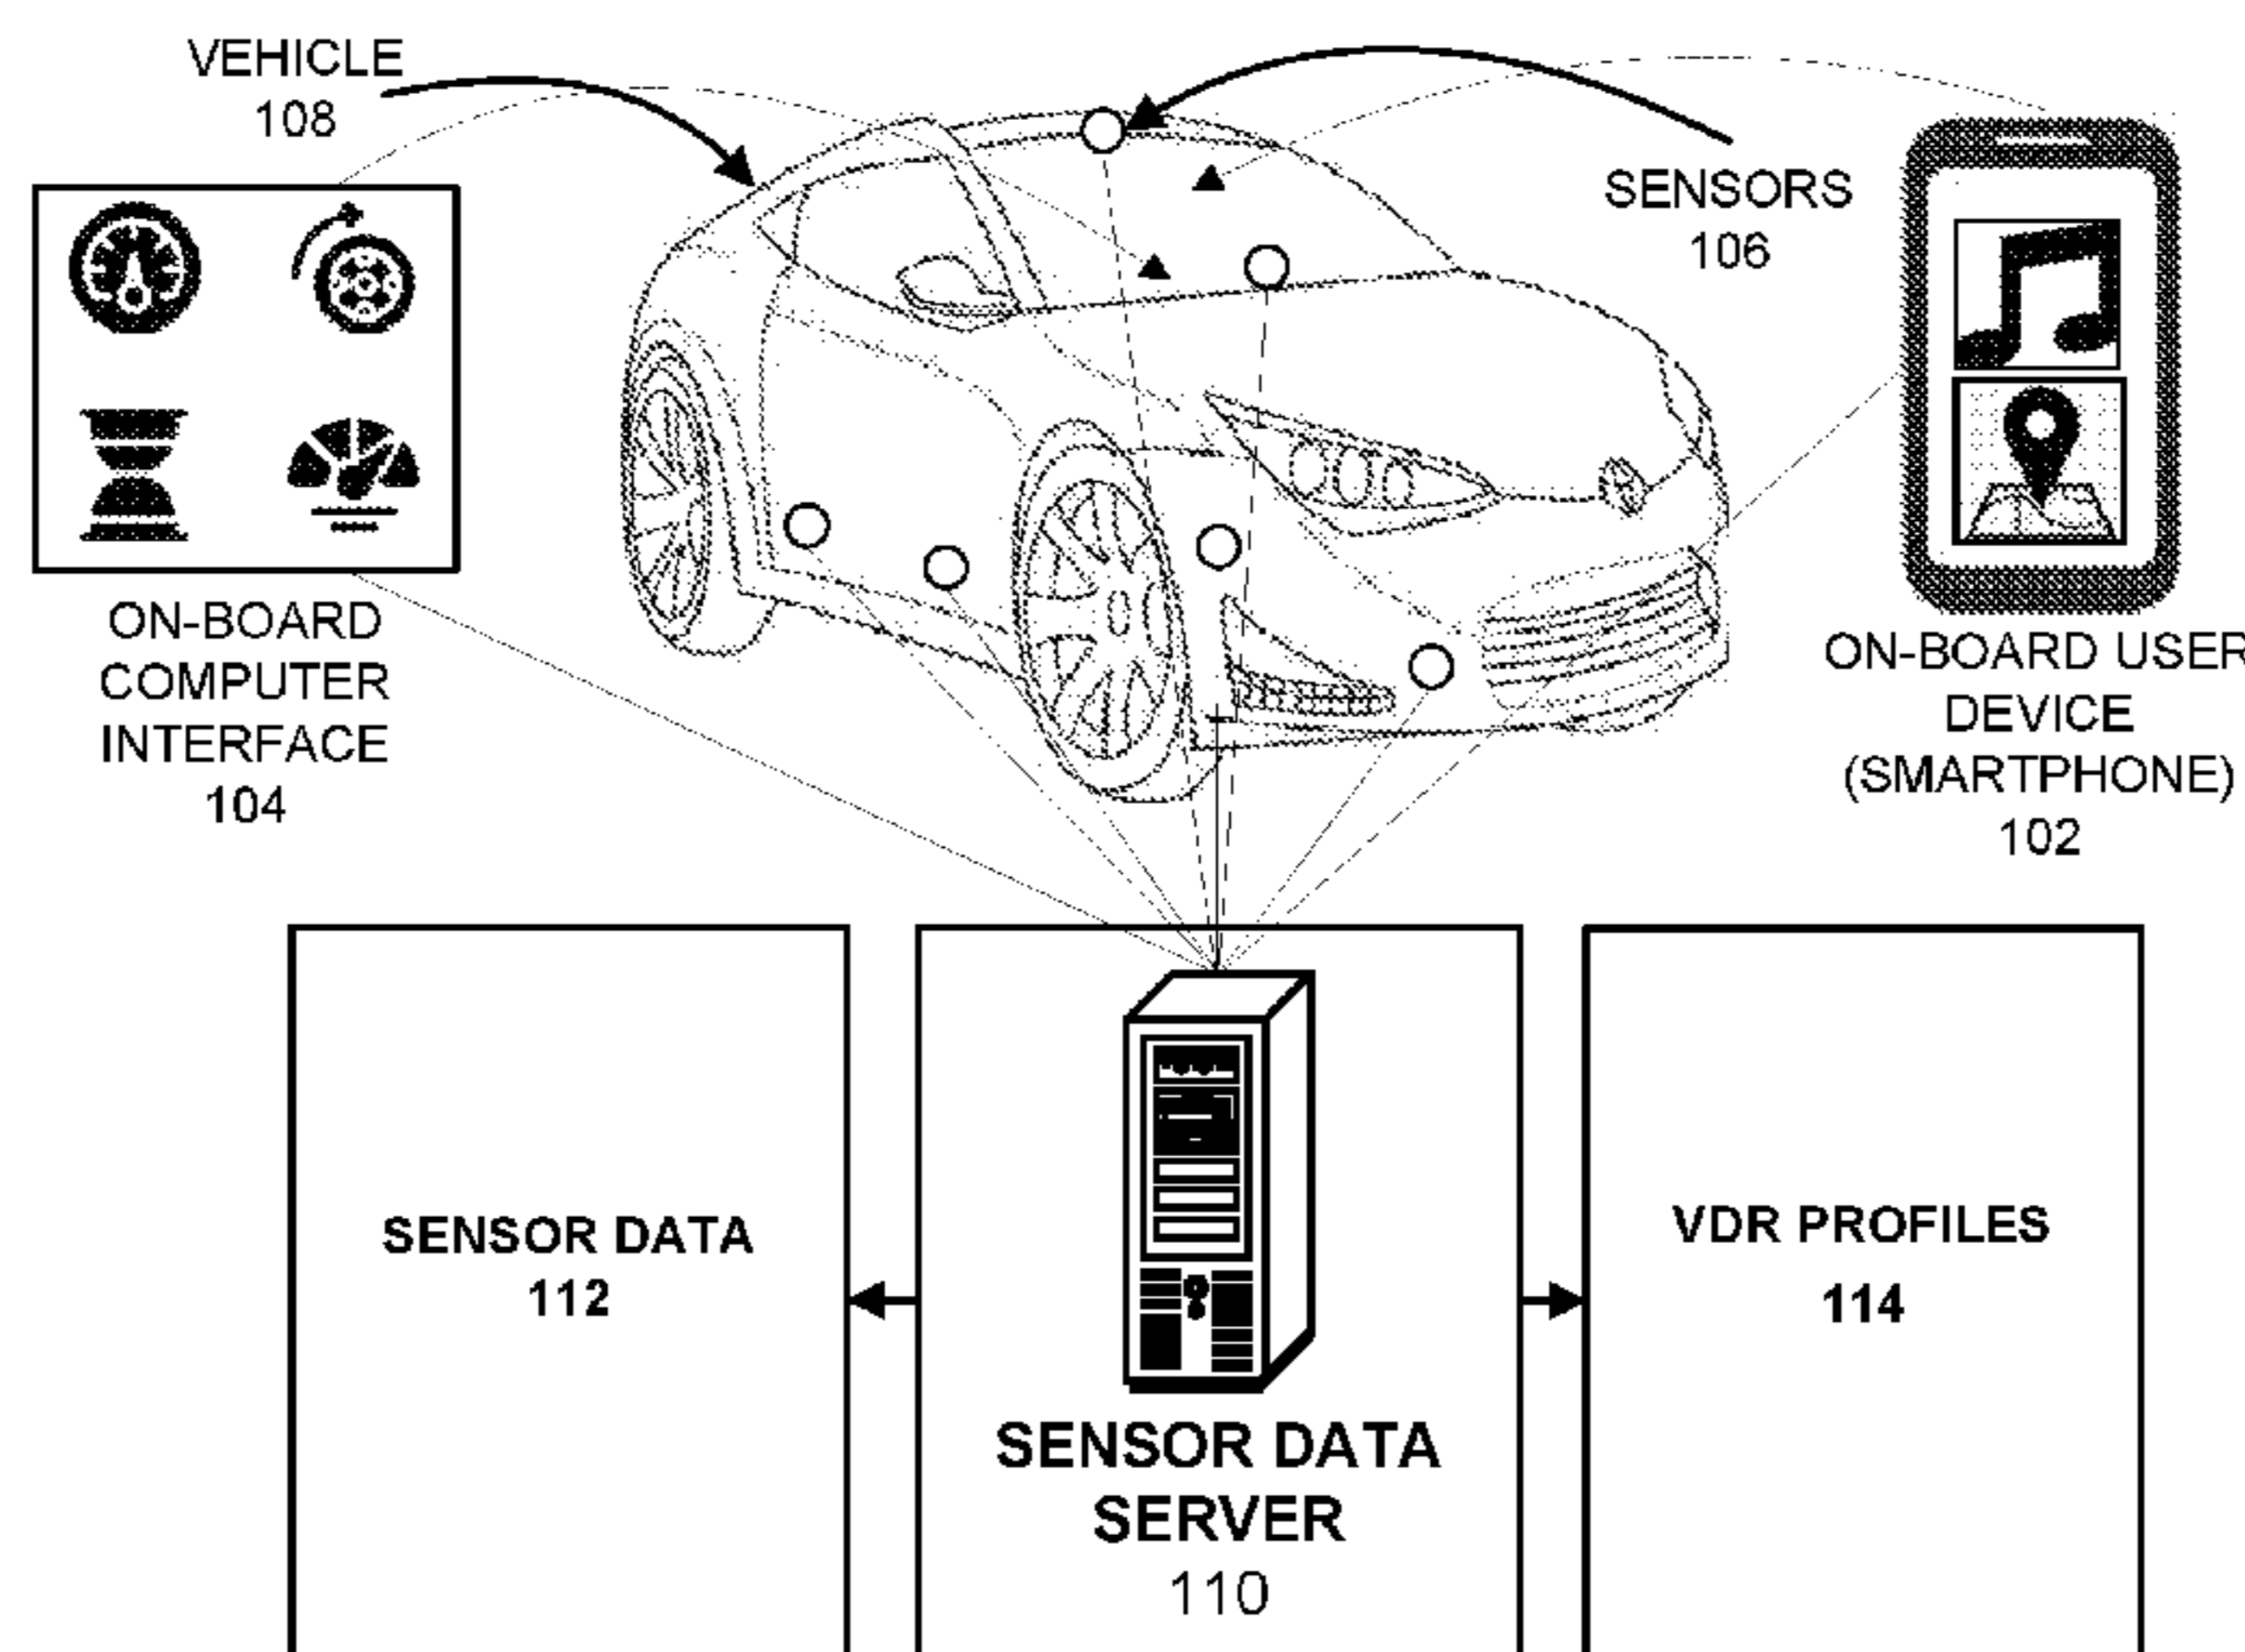 VEHICLE
108
SENSORS
106
ON-BOARD
COMPUTER
INTERFACE
104
ON-BOARD USER
DEVICE
(SMARTPHONE)
102
SENSOR DATA
112
SENSOR DATA
SERVER
110
VDR PROFILES
114